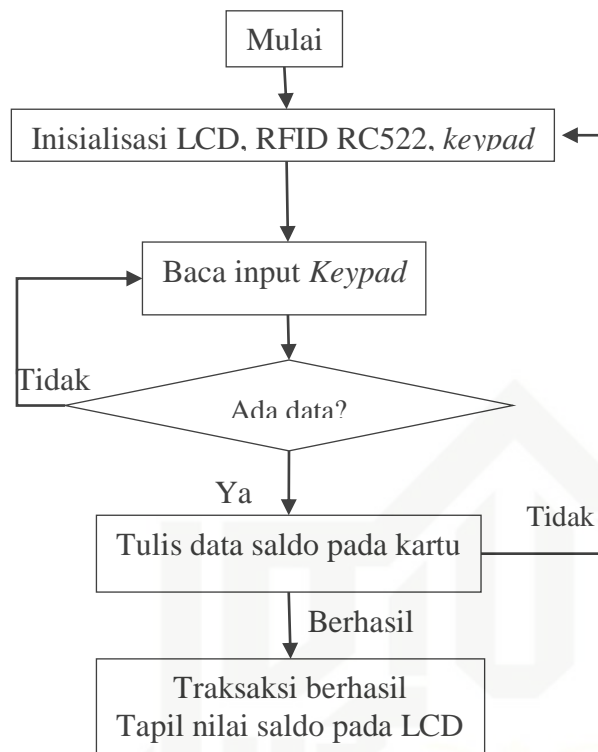 Mulai
Inisialisasi LCD, RFID RC522, keypad
Baca input Keypad
Tidak
Ada data?
Ya
Tidak
Tulis data saldo pada kartu
Berhasil
Traksaksi berhasil
Tapil nilai saldo pada LCD